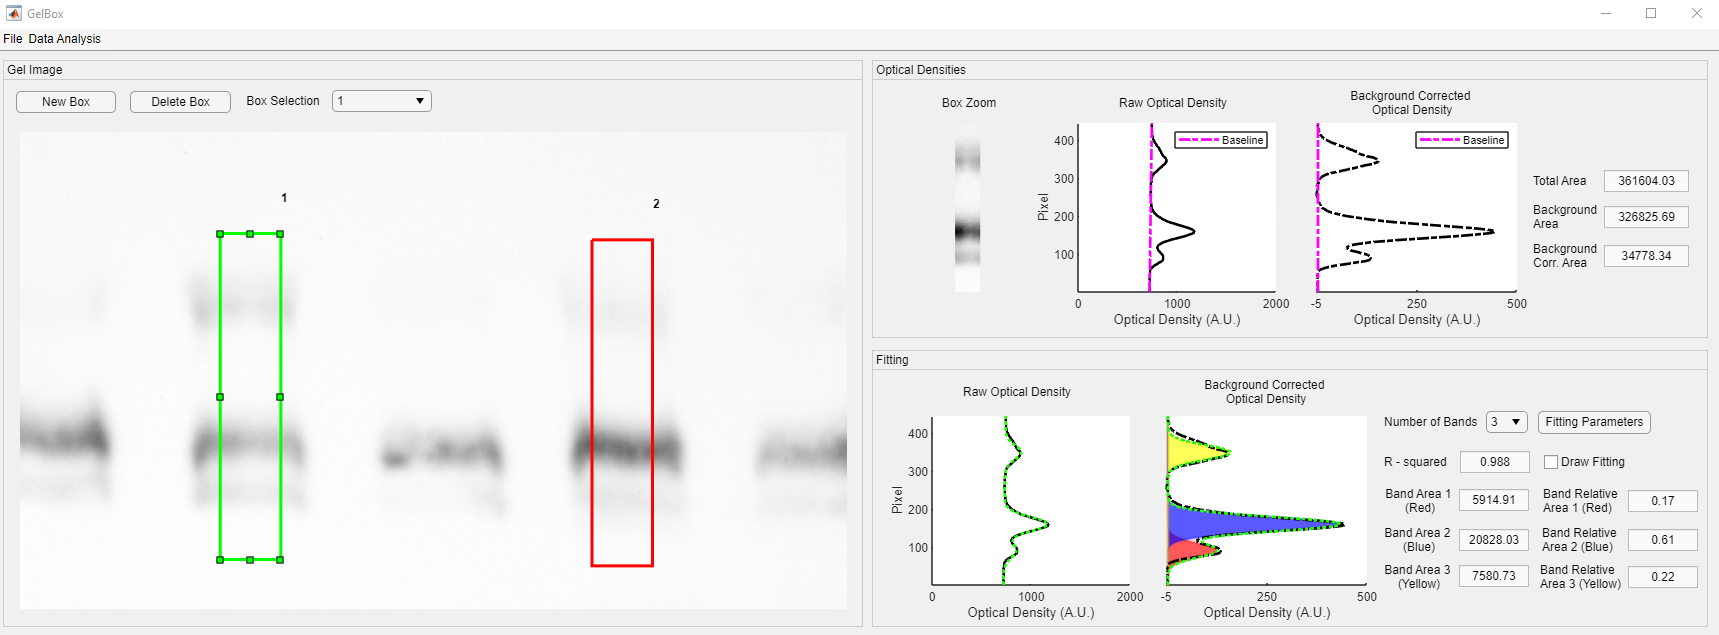 GelBox
File Data Analysis
Gel Image
New Box
Delete Box
Box Selection
1
1
2
Optical Densities
Box Zoom
Raw Optical Density
Baseline
400
300
200
100
Pixel
0
1000
2000
Optical Density (A.U.)
Background Corrected
Optical Density
Baseline
-5
250
500
Optical Density (A.U.)
Total Area
361604.03
Background
Area
326825.69
Background
Corr. Area
34778.34
Fitting
Raw Optical Density
400
300
200
100
Pixel
0
1000
2000
Optical Density (A.U.)
Background Corrected
Optical Density
-5
250
500
Optical Density (A.U.)
Number of Bands
3
Fitting Parameters
R - squared
0.988
Draw Fitting
Band Area 1
(Red)
5914.91
Band Relative
Area 1 (Red)
0.17
Band Area 2
(Blue)
20828.03
Band Relative
Area 2 (Blue)
0.61
Band Area 3
(Yellow)
7580.73
Band Relative
Area 3 (Yellow)
0.22